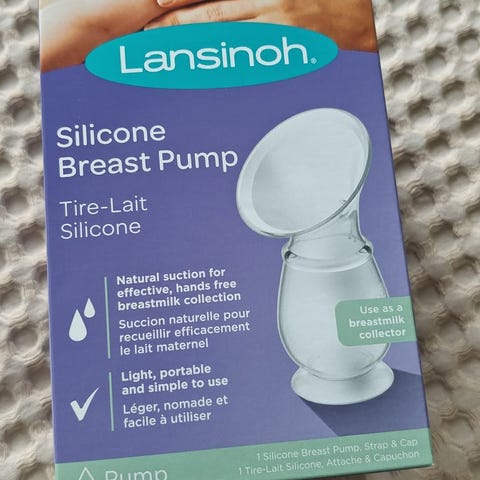 Lansinoh®
Silicone
Breast Pump
Tire-Lait
Silicone
Natural suction for
effective, hands free
breastmilk collection
Succion naturelle pour
recueillir efficacement
le lait maternel
Light, portable
and simple to use
Léger, nomade et
facile à utiliser
Use as a
breastmilk
collector
1 Silicone Breast Pump, Strap & Cap
1 Tire-Lait Silicone, Attache & Capuchon
Pump